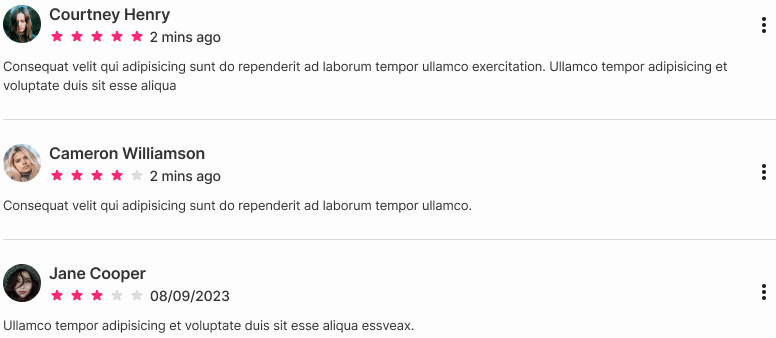 Courtney Henry
2 mins ago
Consequat velit qui adipisicing sunt do rependerit ad laborum tempor ullamco exercitation. Ullamco tempor adipisicing et
voluptate duis sit esse aliqua
Cameron Williamson
2 mins ago
Consequat velit qui adipisicing sunt do rependerit ad laborum tempor ullamco.
Jane Cooper
08/09/2023
Ullamco tempor adipisicing et voluptate duis sit esse aliqua essveax.